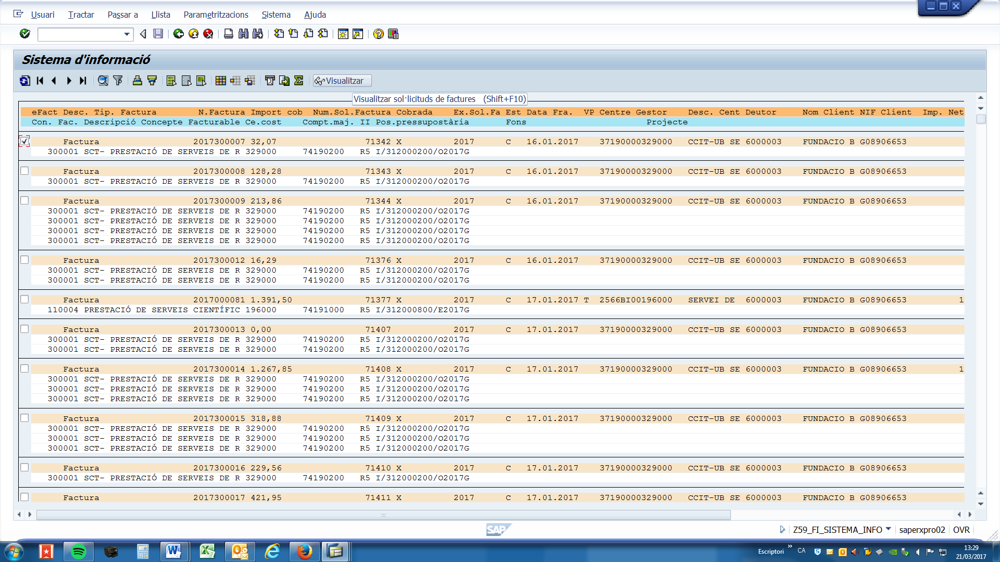 Usuari Tractar Passar a Llista Parametritzacions Sistema Ajuda
Sistema d'informació
Visualitzar
Visualitzar sol·licituds de factures (Shift+F10)
eFact Desc. Tip. Factura N.Factura Import cob Num.Sol.Factura Cobrada Ex.Sol.Fa Est Data Fra. VP Centre Gestor Desc. Cent Deutor Nom Client NIF Client Imp. Net
Con. Fac. Descripció Concepte Facturable Ce.cost Compt.maj. II Pos.pressupostària Fons Projecte
Factura 2017300007 32,07 71342 X 2017 C 16.01.2017 37190000329000 CCIT-UB SE 6000003 FUNDACIO B G08906653
300001 SCT- PRESTACIÓ DE SERVEIS DE R 329000 74190200 R5 I/312000200/O2017G
Factura 2017300008 128,28 71343 X 2017 C 16.01.2017 37190000329000 CCIT-UB SE 6000003 FUNDACIO B G08906653
300001 SCT- PRESTACIÓ DE SERVEIS DE R 329000 74190200 R5 I/312000200/O2017G
Factura 2017300009 213,86 71344 X 2017 C 16.01.2017 37190000329000 CCIT-UB SE 6000003 FUNDACIO B G08906653
300001 SCT- PRESTACIÓ DE SERVEIS DE R 329000 74190200 R5 I/312000200/O2017G
300001 SCT- PRESTACIÓ DE SERVEIS DE R 329000 74190200 R5 I/312000200/O2017G
300001 SCT- PRESTACIÓ DE SERVEIS DE R 329000 74190200 R5 I/312000200/O2017G
300001 SCT- PRESTACIÓ DE SERVEIS DE R 329000 74190200 R5 I/312000200/O2017G
Factura 2017300012 16,29 71376 X 2017 C 16.01.2017 37190000329000 CCIT-UB SE 6000003 FUNDACIO B G08906653
300001 SCT- PRESTACIÓ DE SERVEIS DE R 329000 74190200 R5 I/312000200/O2017G
300001 SCT- PRESTACIÓ DE SERVEIS DE R 329000 74190200 R5 I/312000200/O2017G
Factura 2017000081 1.391,50 71377 X 2017 C 17.01.2017 T 2566BI00196000 SERVEI DE 6000003 FUNDACIO B G08906653 1
110004 PRESTACIÓ DE SERVEIS CIENTÍFIC 196000 74191000 R5 I/312000800/E2017G
Factura 2017300013 0,00 71407 2017 C 17.01.2017 37190000329000 CCIT-UB SE 6000003 FUNDACIO B G08906653
300001 SCT- PRESTACIÓ DE SERVEIS DE R 329000 74190200 R5 I/312000200/O2017G
300001 SCT- PRESTACIÓ DE SERVEIS DE R 329000 74190200 R5 I/312000200/O2017G
Factura 2017300014 1.267,85 71408 X 2017 C 17.01.2017 37190000329000 CCIT-UB SE 6000003 FUNDACIO B G08906653 1
300001 SCT- PRESTACIÓ DE SERVEIS DE R 329000 74190200 R5 I/312000200/O2017G
300001 SCT- PRESTACIÓ DE SERVEIS DE R 329000 74190200 R5 I/312000200/O2017G
300001 SCT- PRESTACIÓ DE SERVEIS DE R 329000 74190200 R5 I/312000200/O2017G
Factura 2017300015 318,88 71409 X 2017 C 17.01.2017 37190000329000 CCIT-UB SE 6000003 FUNDACIO B G08906653
300001 SCT- PRESTACIÓ DE SERVEIS DE R 329000 74190200 R5 I/312000200/O2017G
300001 SCT- PRESTACIÓ DE SERVEIS DE R 329000 74190200 R5 I/312000200/O2017G
300001 SCT- PRESTACIÓ DE SERVEIS DE R 329000 74190200 R5 I/312000200/O2017G
Factura 2017300016 229,56 71410 X 2017 C 17.01.2017 37190000329000 CCIT-UB SE 6000003 FUNDACIO B G08906653
300001 SCT- PRESTACIÓ DE SERVEIS DE R 329000 74190200 R5 I/312000200/O2017G
Factura 2017300017 421,95 71411 X 2017 C 17.01.2017 37190000329000 CCIT-UB SE 6000003 FUNDACIO B G08906653
SAP Z59_FI_SISTEMA_INFO saperxpro02 OVR
Escriptori » CA 13:29
21/03/2017